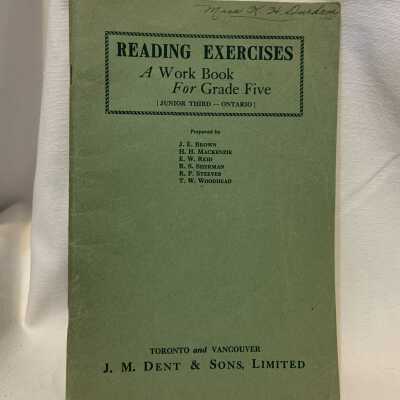 Miss K. H.
READING EXERCISES
A Work Book
For Grade Five
[JUNIOR THIRD — ONTARIO]
Prepared by
J. E. BROWN
H. H. MACKENZIE
E. W. REID
R. S. SHERMAN
R. P. STEEVES
T. W. WOODHEAD
TORONTO and VANCOUVER
J. M. DENT & SONS, LIMITED